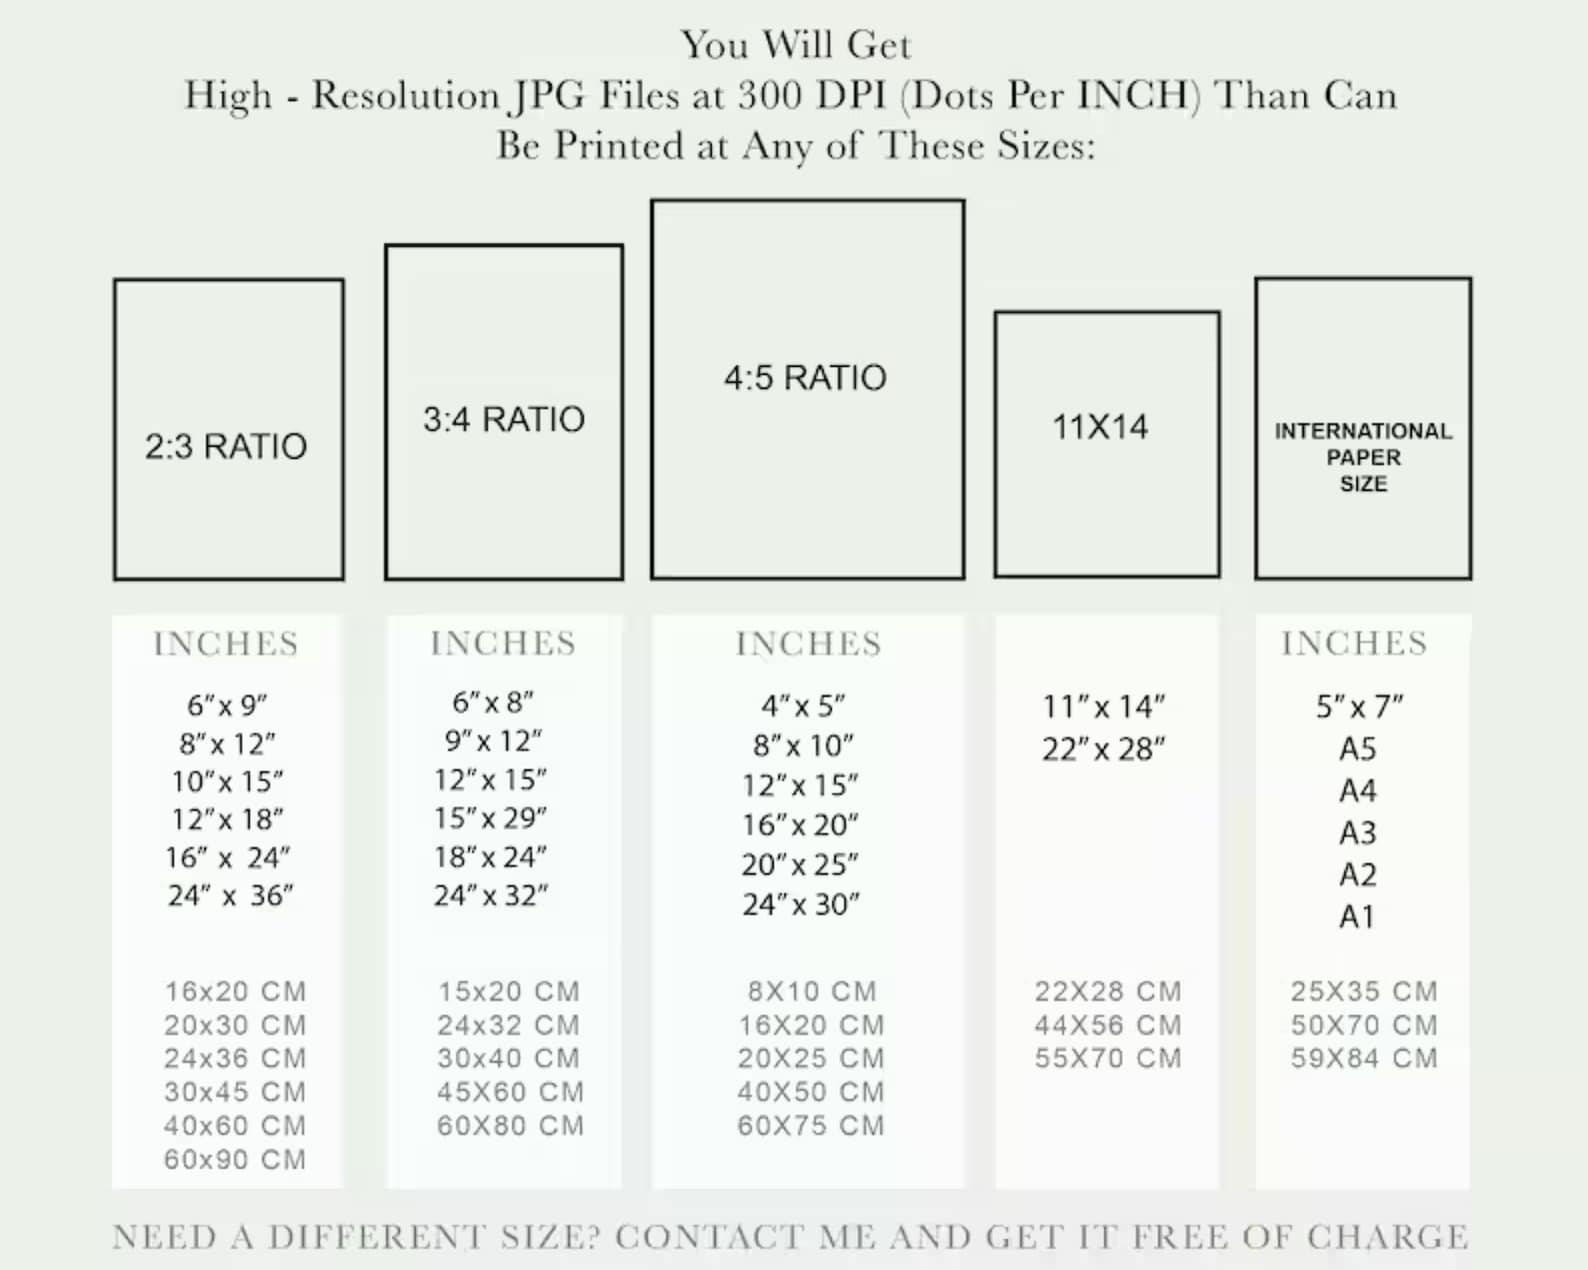 You Will Get
High - Resolution JPG Files at 300 DPI (Dots Per INCH) Than Can
Be Printed at Any of These Sizes:
2:3 RATIO
3:4 RATIO
4:5 RATIO
11X14
INTERNATIONAL
PAPER
SIZE
INCHES
6” x 9”
8” x 12”
10” x 15”
12” x 18”
16” x 24”
24” x 36”
16x20 CM
20x30 CM
24x36 CM
30x45 CM
40x60 CM
60x90 CM
INCHES
6” x 8”
9” x 12”
12” x 15”
15” x 29”
18” x 24”
24” x 32”
15x20 CM
24x32 CM
30x40 CM
45X60 CM
60X80 CM
INCHES
4” x 5”
8” x 10”
12” x 15”
16” x 20”
20” x 25”
24” x 30”
8X10 CM
16X20 CM
20X25 CM
40X50 CM
60X75 CM
11” x 14”
22” x 28”
22X28 CM
44X56 CM
55X70 CM
INCHES
5” x 7”
A5
A4
A3
A2
A1
25X35 CM
50X70 CM
59X84 CM
NEED A DIFFERENT SIZE? CONTACT ME AND GET IT FREE OF CHARGE